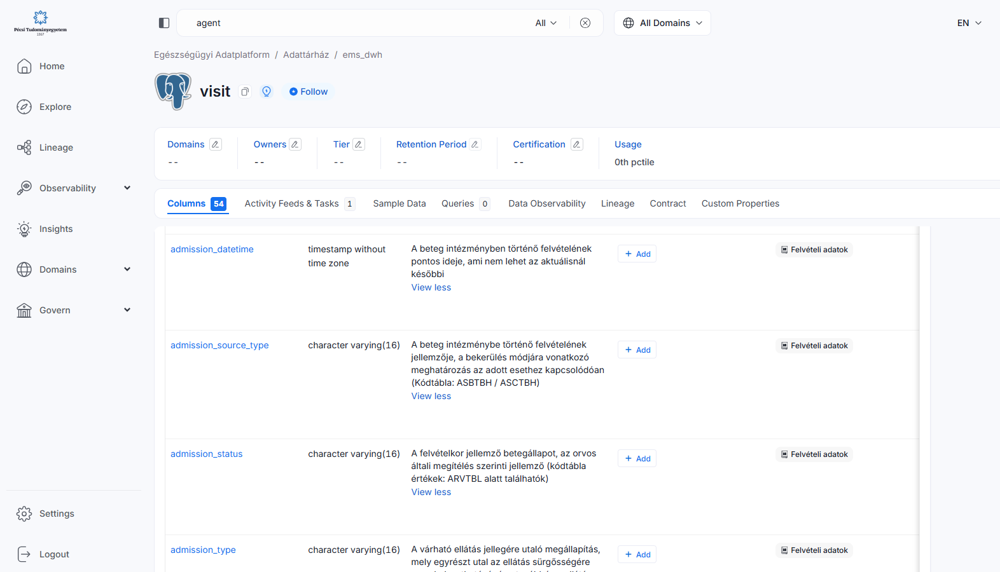 Pécsi Tudományegyetem
1367
agent
All
All Domains
EN
Home
Explore
Lineage
Observability
Insights
Domains
Govern
Settings
Logout
Egészségügyi Adatplatform / Adattárház / ems_dwh
visit
Follow
Domains
--
Owners
--
Tier
--
Retention Period
--
Certification
--
Usage
0th pctile
Columns 54
Activity Feeds & Tasks 1
Sample Data
Queries 0
Data Observability
Lineage
Contract
Custom Properties
admission_datetime
timestamp without
time zone
A beteg intézményben történő felvételének
pontos ideje, ami nem lehet az aktuálisnál
későbbi
View less
+ Add
Felvételi adatok
admission_source_type
character varying(16)
A beteg intézménybe történő felvételének
jellemzője, a bekerülés módjára vonatkozó
meghatározás az adott esethez kapcsolódóan
(Kódtábla: ASBTBH / ASCTBH)
View less
+ Add
Felvételi adatok
admission_status
character varying(16)
A felvételkor jellemző betegállapot, az orvos
általi megítélés szerinti jellemző (kódtábla
értékek: ARVTBL alatt találhatók)
View less
+ Add
Felvételi adatok
admission_type
character varying(16)
A várható ellátás jellegére utaló megállapítás,
mely egyrészt utal az ellátás sürgősségére
+ Add
Felvételi adatok